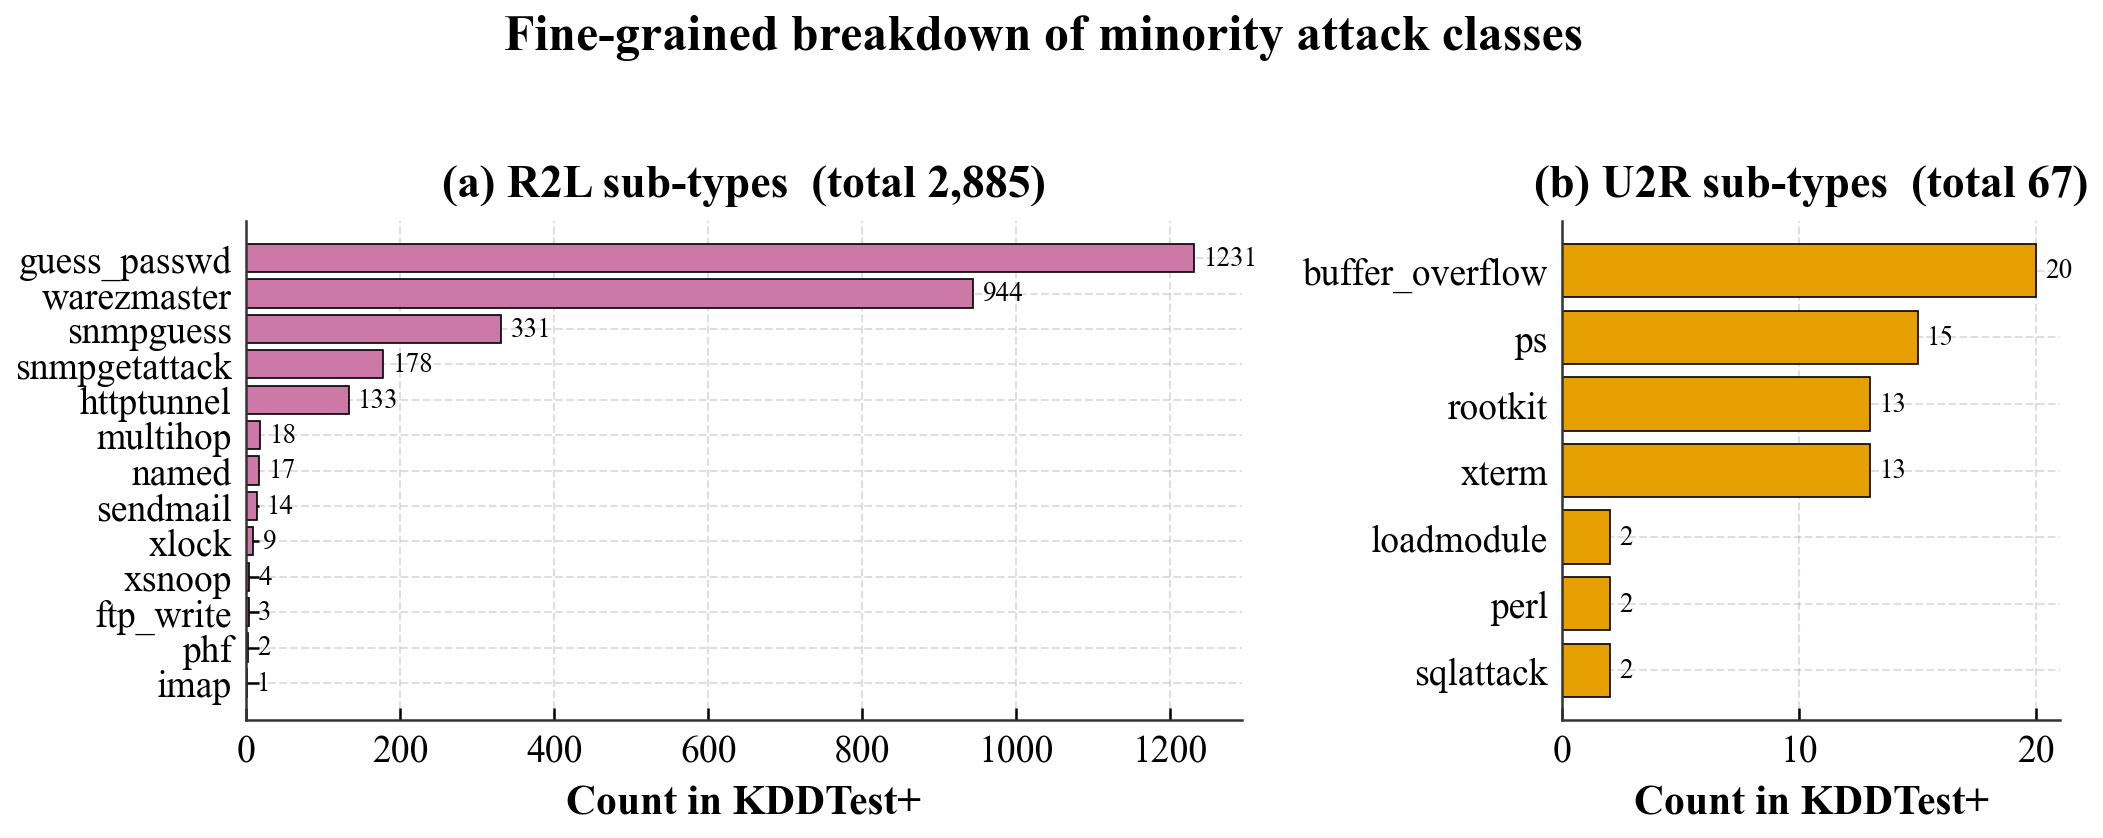 Fine-grained breakdown of minority attack classes
(a) R2L sub-types  (total 2,885)
guess_passwd 1231
warezmaster 944
snmpguess 331
snmpgetattack 178
httptunnel 133
multihop 18
named 17
sendmail 14
xlock 9
xsnoop 4
ftp_write 3
phf 2
imap 1
0 200 400 600 800 1000 1200
Count in KDDTest+
(b) U2R sub-types  (total 67)
buffer_overflow 20
ps 15
rootkit 13
xterm 13
loadmodule 2
perl 2
sqlattack 2
0 10 20
Count in KDDTest+